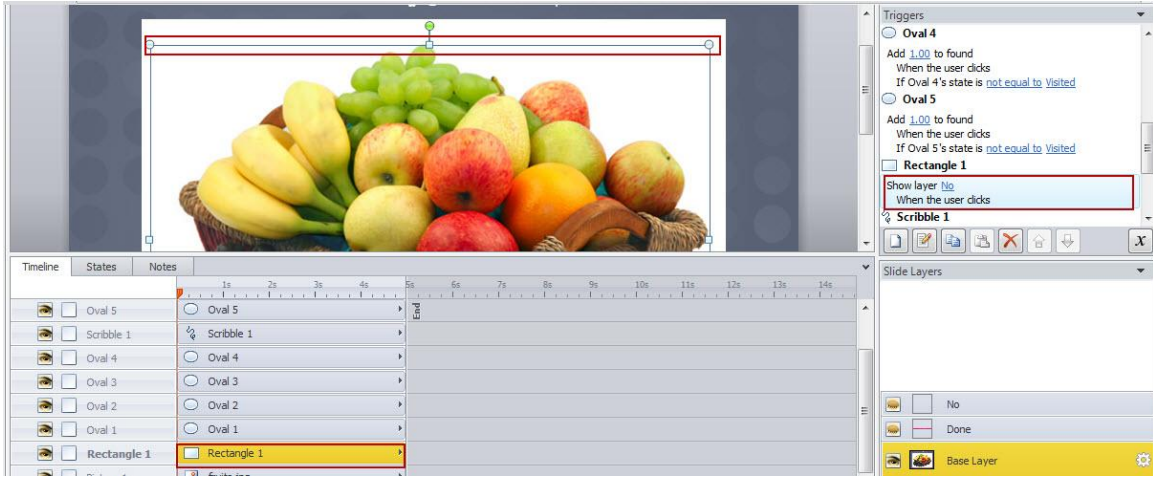 Triggers
Oval 4
Add 1.00 to found
When the user clicks
If Oval 4's state is not equal to Visited
Oval 5
Add 1.00 to found
When the user clicks
If Oval 5's state is not equal to Visited
Rectangle 1
Show layer No
When the user clicks
Scribble 1
x
Timeline States Notes
1s 2s 3s 4s 5s 6s 7s 8s 9s 10s 11s 12s 13s 14s
Oval 5 Oval 5 End
Scribble 1 Scribble 1
Oval 4 Oval 4
Oval 3 Oval 3
Oval 2 Oval 2
Oval 1 Oval 1
Rectangle 1 Rectangle 1
Slide Layers
No
Done
Base Layer